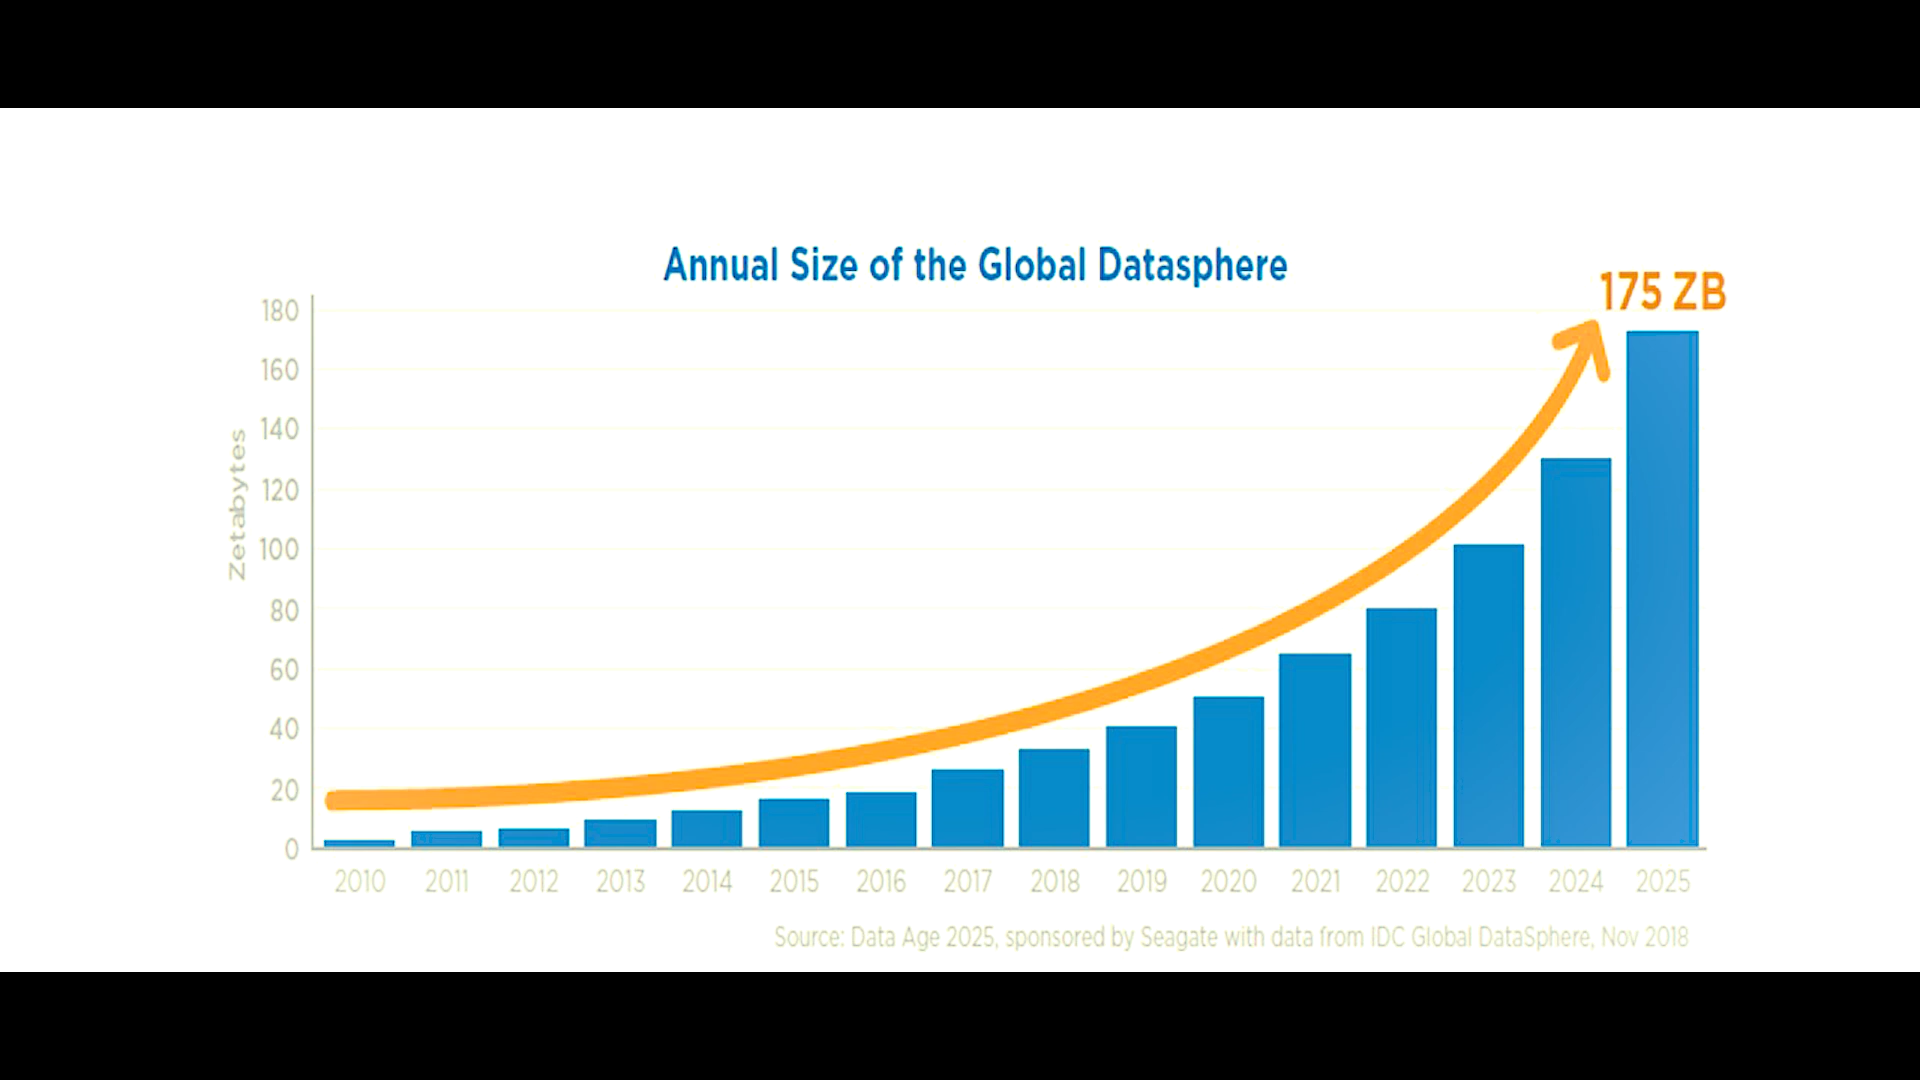 Annual Size of the Global Datasphere
175 ZB
Zetabytes
180
160
140
120
100
80
60
40
20
0
2010 2011 2012 2013 2014 2015 2016 2017 2018 2019 2020 2021 2022 2023 2024 2025
Source: Data Age 2025, sponsored by Seagate with data from IDC Global DataSphere, Nov 2018